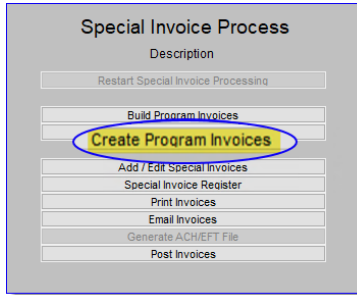 Special Invoice Process
Description
Restart Special Invoice Processing
Build Program Invoices
Create Program Invoices
Add / Edit Special Invoices
Special Invoice Register
Print Invoices
Email Invoices
Generate ACH/EFT File
Post Invoices